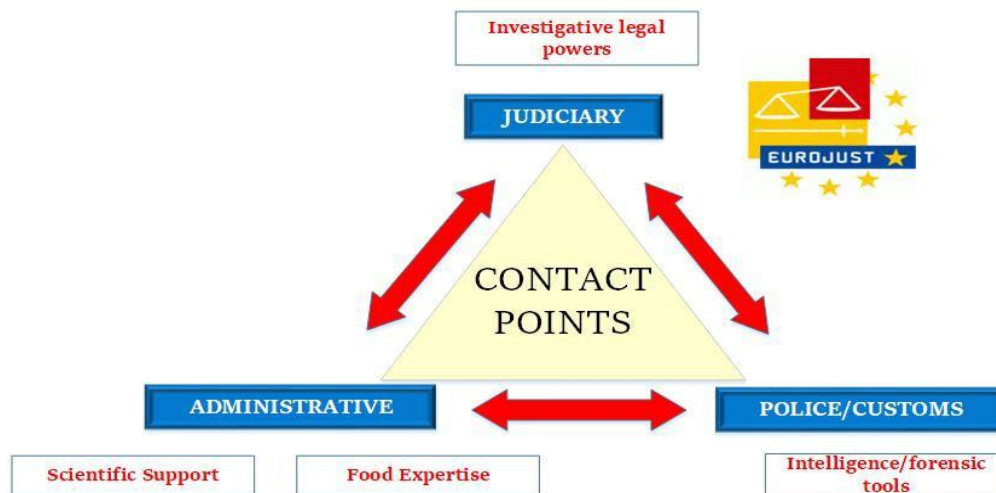 Investigative legal
powers
JUDICIARY
EUROJUST
CONTACT
POINTS
ADMINISTRATIVE
POLICE/CUSTOMS
Scientific Support
Food Expertise
Intelligence/forensic
tools